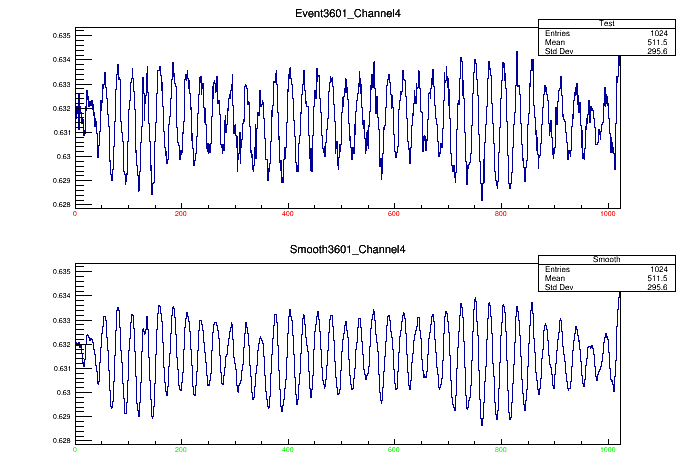 Event3601_Channel4
Test
Entries 1024
Mean 511.5
Std Dev 295.6
0.635
0.634
0.633
0.632
0.631
0.63
0.629
0.628
0 200 400 600 800 1000
Smooth3601_Channel4
Smooth
Entries 1024
Mean 511.5
Std Dev 295.6
0.635
0.634
0.633
0.632
0.631
0.63
0.629
0.628
0 200 400 600 800 1000